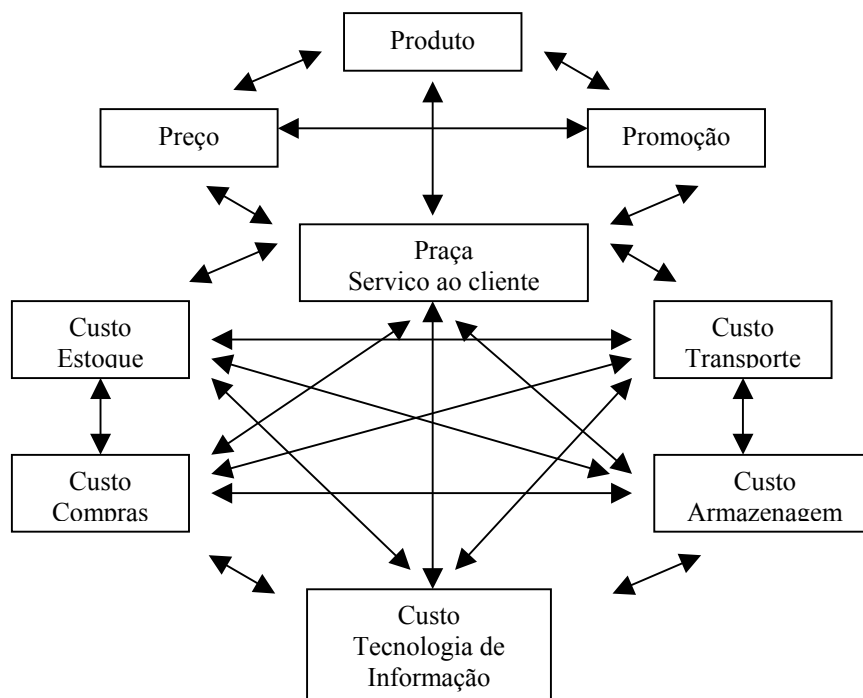 Produto
Preço
Promoção
Praça
Servico ao cliente
Custo
Estoque
Custo
Transporte
Custo
Compras
Custo
Armazenagem
Custo
Tecnologia de
Informação